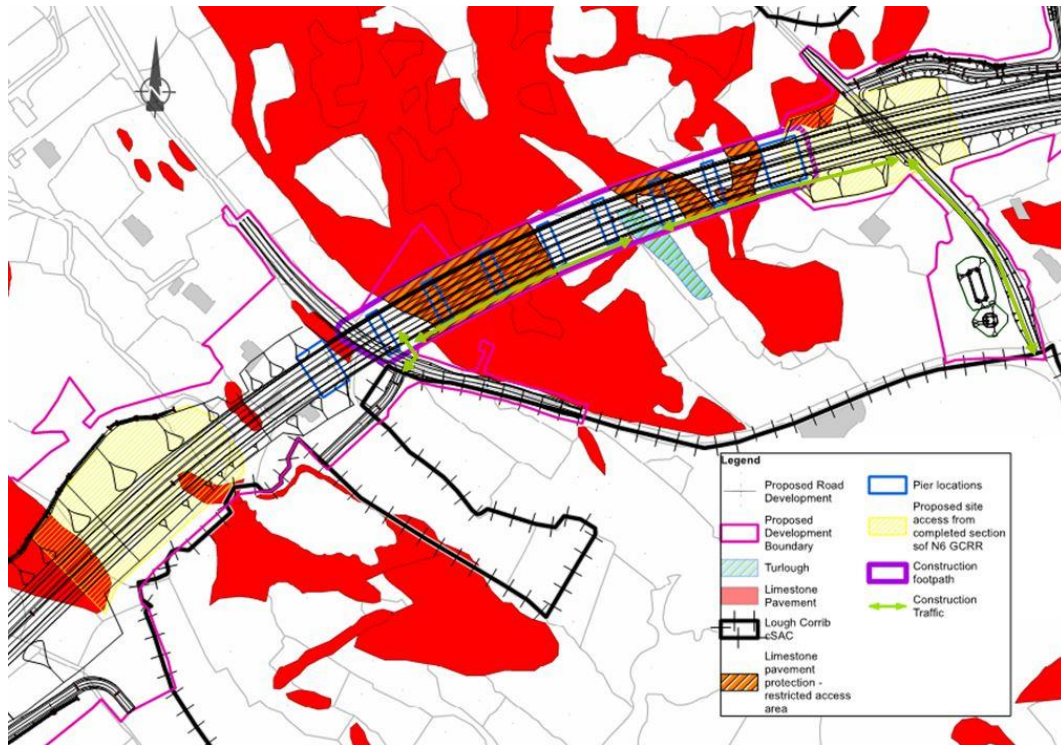 N
Legend
Proposed Road
Development
Proposed
Development
Boundary
Turlough
Limestone
Pavement
Lough Corrib
cSAC
Limestone
pavement
protection -
restricted access
area
Pier locations
Proposed site
access from
completed section
sof N6 GCRR
Construction
footpath
Construction
Traffic